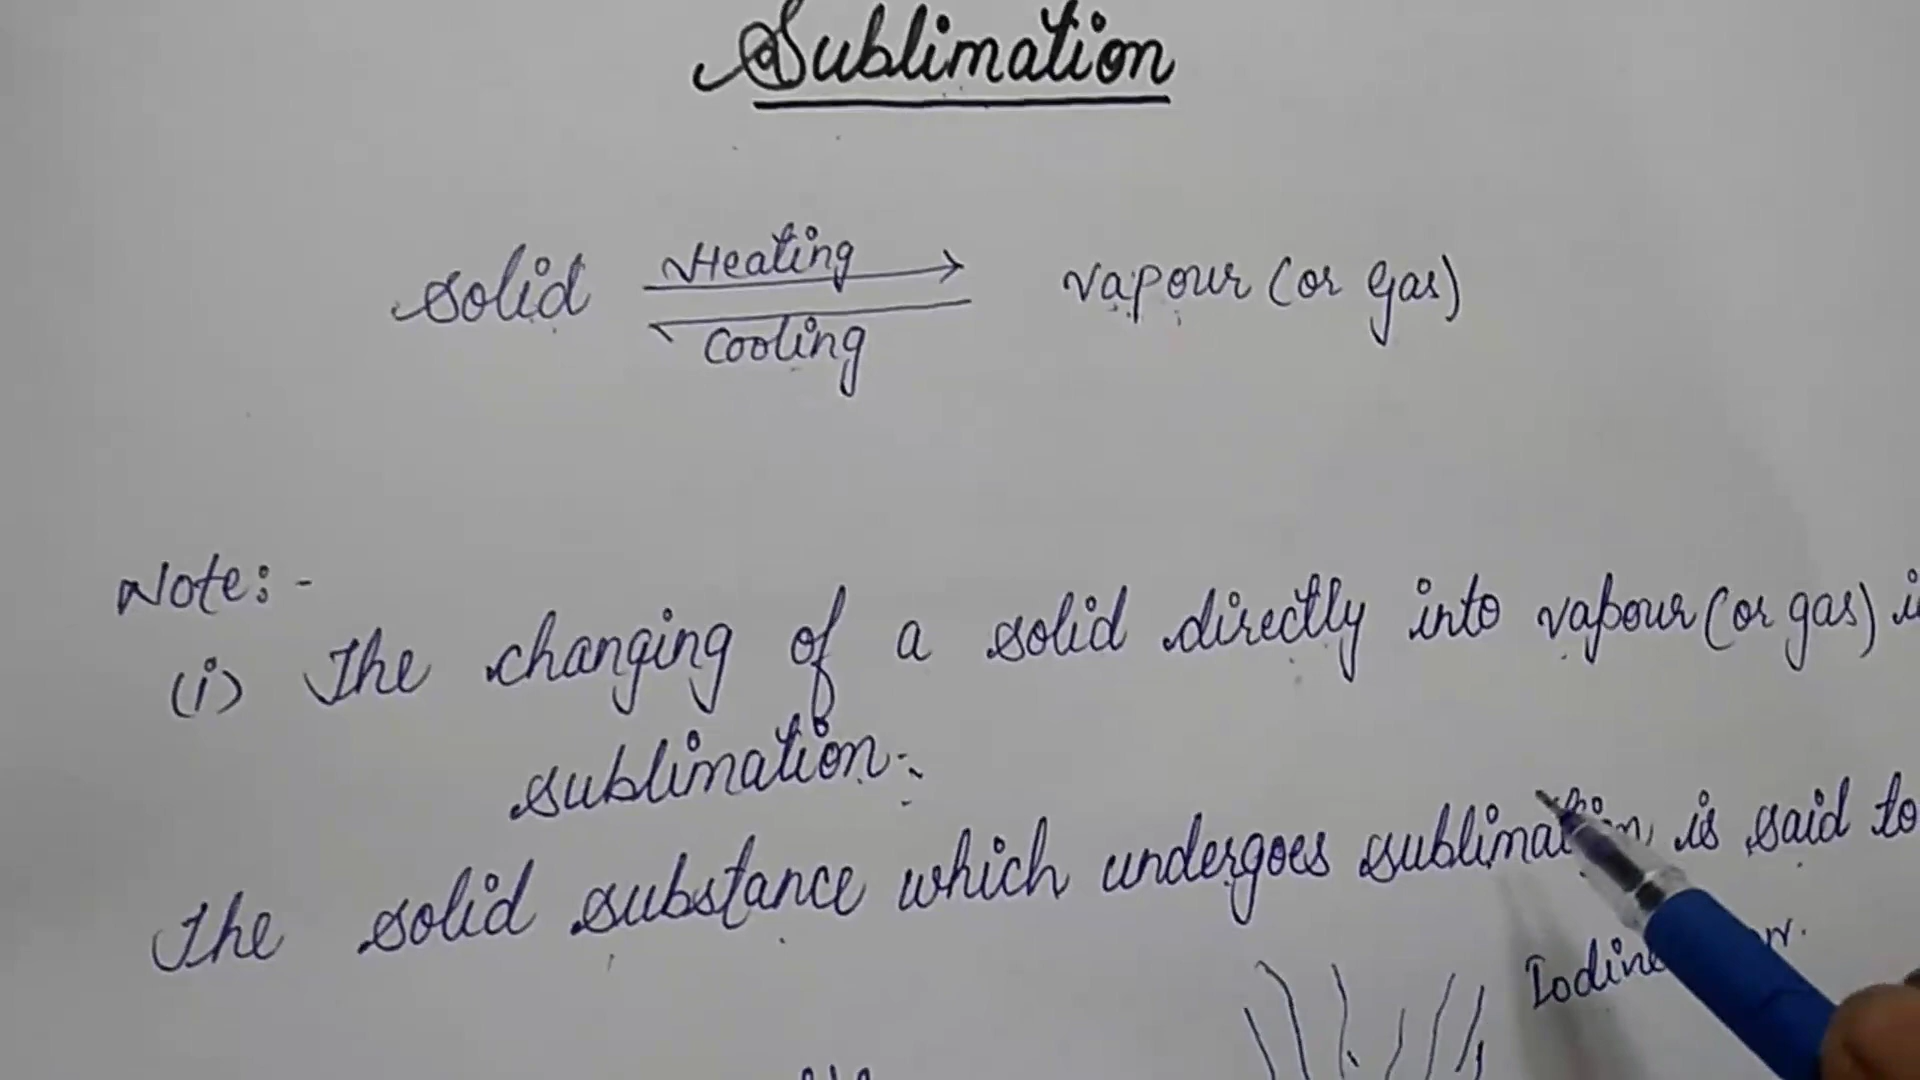 Sublimation
Heating
solid vapour (or gas)
Cooling
Note:-
(i) The changing of a solid directly into vapour (or gas)
sublimation.
The solid substance which undergoes sublimation, is said to
Iodine